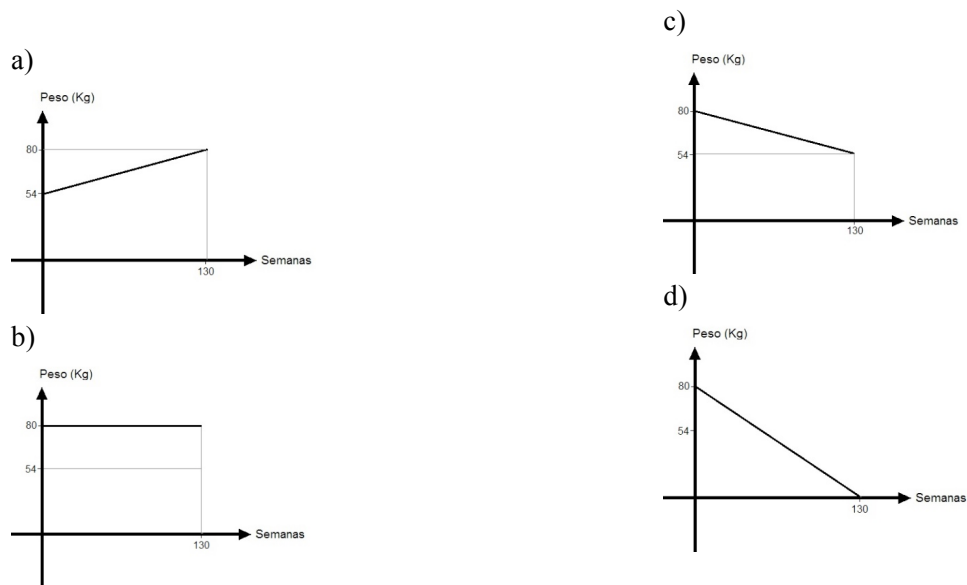 a)
Peso (Kg)
80
54
130
Semanas
b)
Peso (Kg)
80
54
130
Semanas
c)
Peso (Kg)
80
54
130
Semanas
d)
Peso (Kg)
80
54
130
Semanas